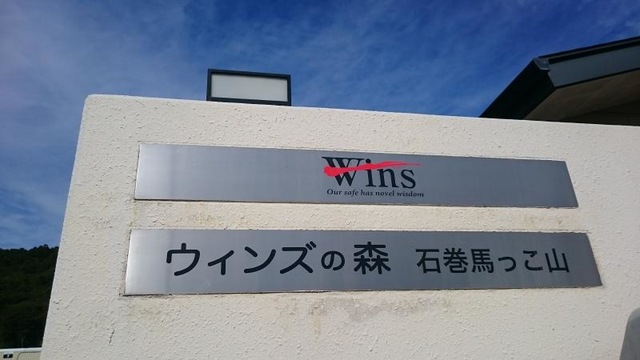 Wins
Our safe has novel wisdom
ウィンズの森 石巻馬っこ山